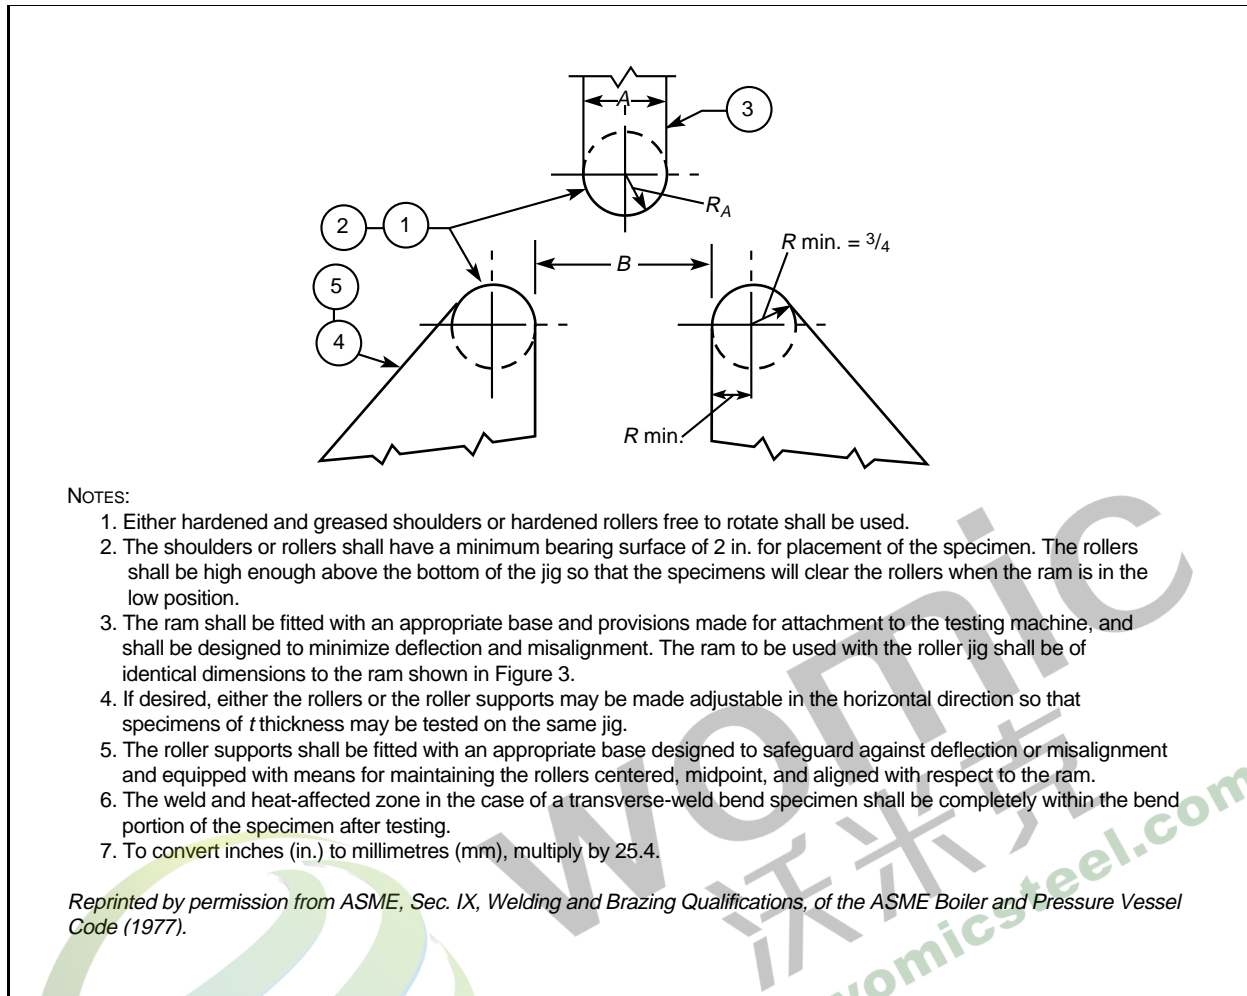 A
3
R_A
2 1
R min. = 3/4
B
5
4
R min.
NOTES:
1. Either hardened and greased shoulders or hardened rollers free to rotate shall be used.
2. The shoulders or rollers shall have a minimum bearing surface of 2 in. for placement of the specimen. The rollers
shall be high enough above the bottom of the jig so that the specimens will clear the rollers when the ram is in the
low position.
3. The ram shall be fitted with an appropriate base and provisions made for attachment to the testing machine, and
shall be designed to minimize deflection and misalignment. The ram to be used with the roller jig shall be of
identical dimensions to the ram shown in Figure 3.
4. If desired, either the rollers or the roller supports may be made adjustable in the horizontal direction so that
specimens of t thickness may be tested on the same jig.
5. The roller supports shall be fitted with an appropriate base designed to safeguard against deflection or misalignment
and equipped with means for maintaining the rollers centered, midpoint, and aligned with respect to the ram.
6. The weld and heat-affected zone in the case of a transverse-weld bend specimen shall be completely within the bend
portion of the specimen after testing.
7. To convert inches (in.) to millimetres (mm), multiply by 25.4.
Reprinted by permission from ASME, Sec. IX, Welding and Brazing Qualifications, of the ASME Boiler and Pressure Vessel
Code (1977).
womic
沃米克
womicsteel.com